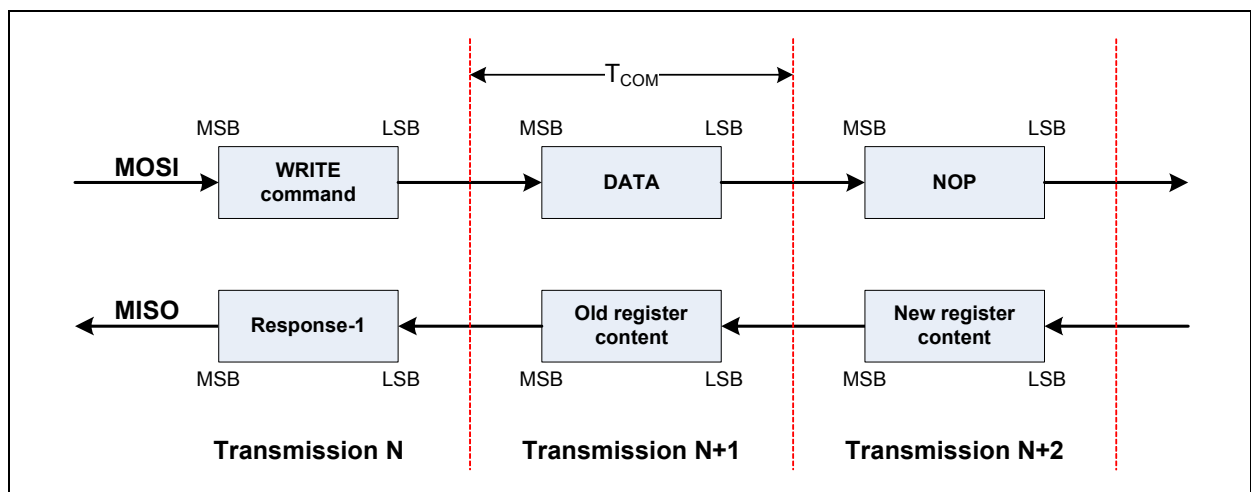 T_COM
MSB LSB MSB LSB MSB LSB
MOSI
WRITE
command
DATA
NOP
MISO
Response-1
Old register
content
New register
content
MSB LSB MSB LSB MSB LSB
Transmission N Transmission N+1 Transmission N+2